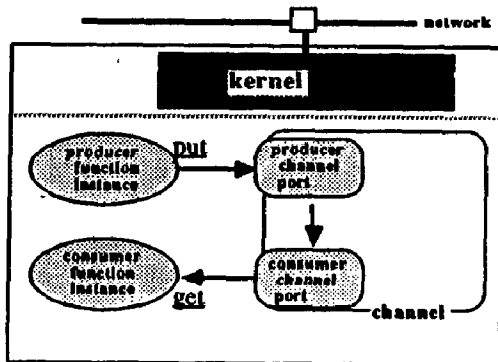 network
kernel
producer
function
instance
put
producer
channel
port
consumer
function
instance
get
consumer
channel
port
channel